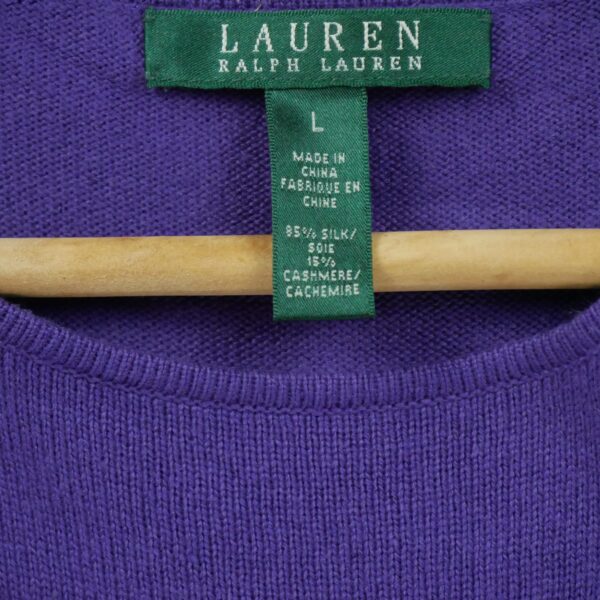 LAUREN
RALPH LAUREN
L
MADE IN
CHINA
FABRIQUE EN
CHINE
85% SILK/
SOIE
15%
CASHMERE/
CACHEMIRE